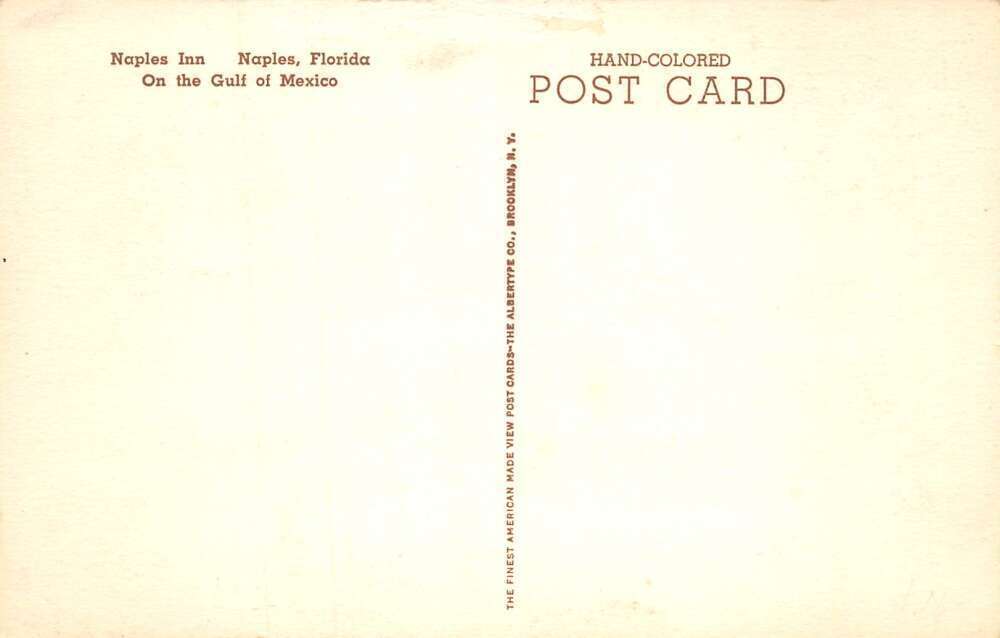 Naples Inn Naples, Florida
On the Gulf of Mexico
HAND-COLORED
POST CARD
THE FINEST AMERICAN MADE VIEW POST CARDS—THE ALBERTYPE CO., BROOKLYN, N. Y.